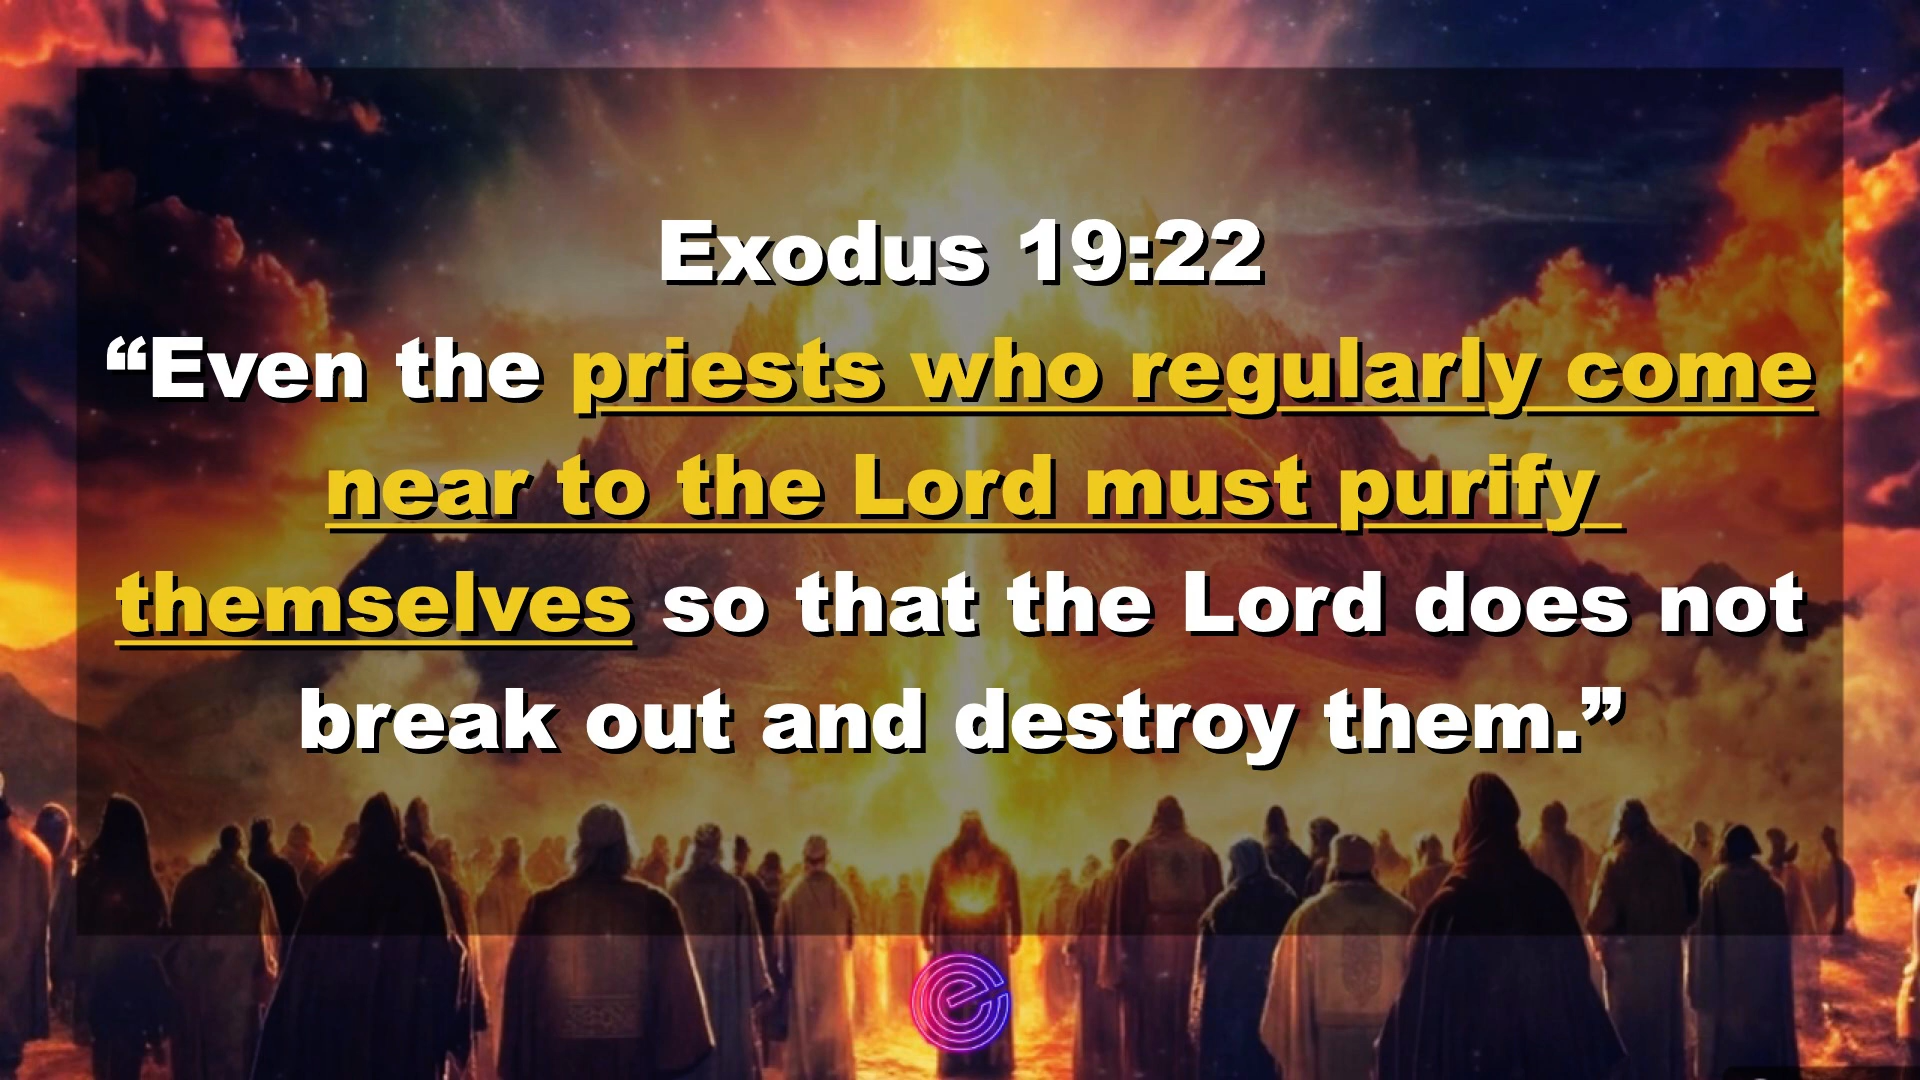 Exodus 19:22
“Even the priests who regularly come
near to the Lord must purify
themselves so that the Lord does not
break out and destroy them.”